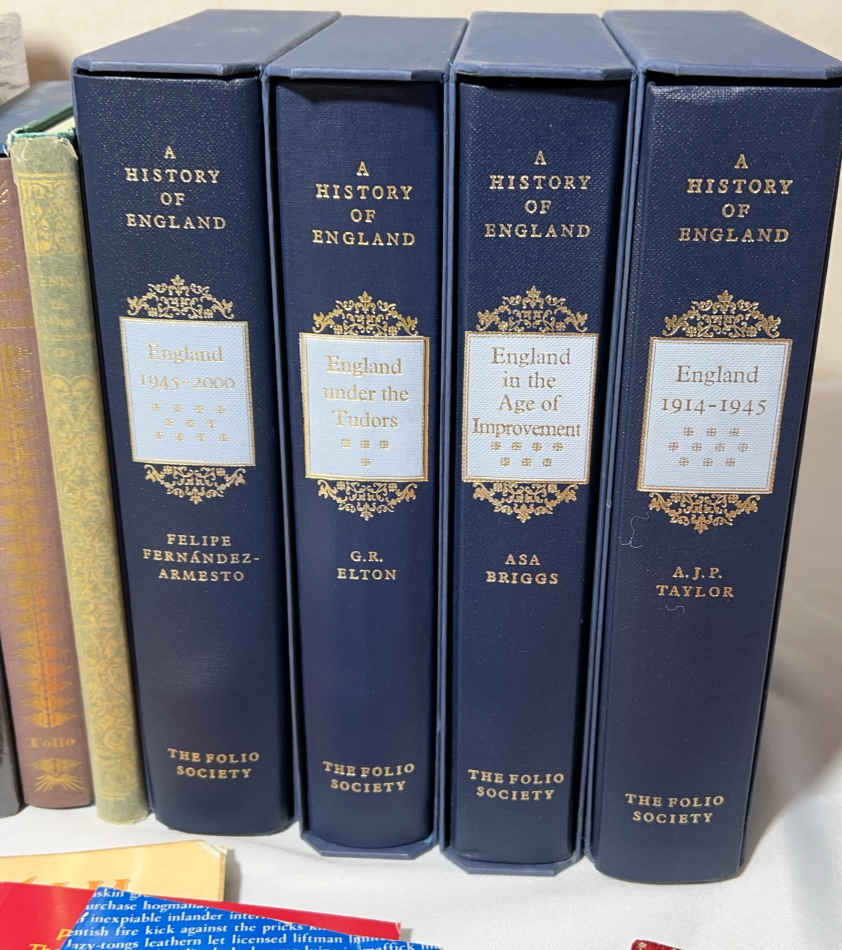 A
HISTORY
OF
ENGLAND
England
1945-2000
FELIPE
FERNÁNDEZ-
ARMESTO
THE FOLIO
SOCIETY
A
HISTORY
OF
ENGLAND
England
under the
Tudors
G.R.
ELTON
THE FOLIO
SOCIETY
A
HISTORY
OF
ENGLAND
England
in the
Age of
Improvement
ASA
BRIGGS
THE FOLIO
SOCIETY
A
HISTORY
OF
ENGLAND
England
1914-1945
A.J.P.
TAYLOR
THE FOLIO
SOCIETY
Folio
hogmanay
inexpiable inlander
fire kick against the pricks
lazy-tongs leathern let licensed liftman